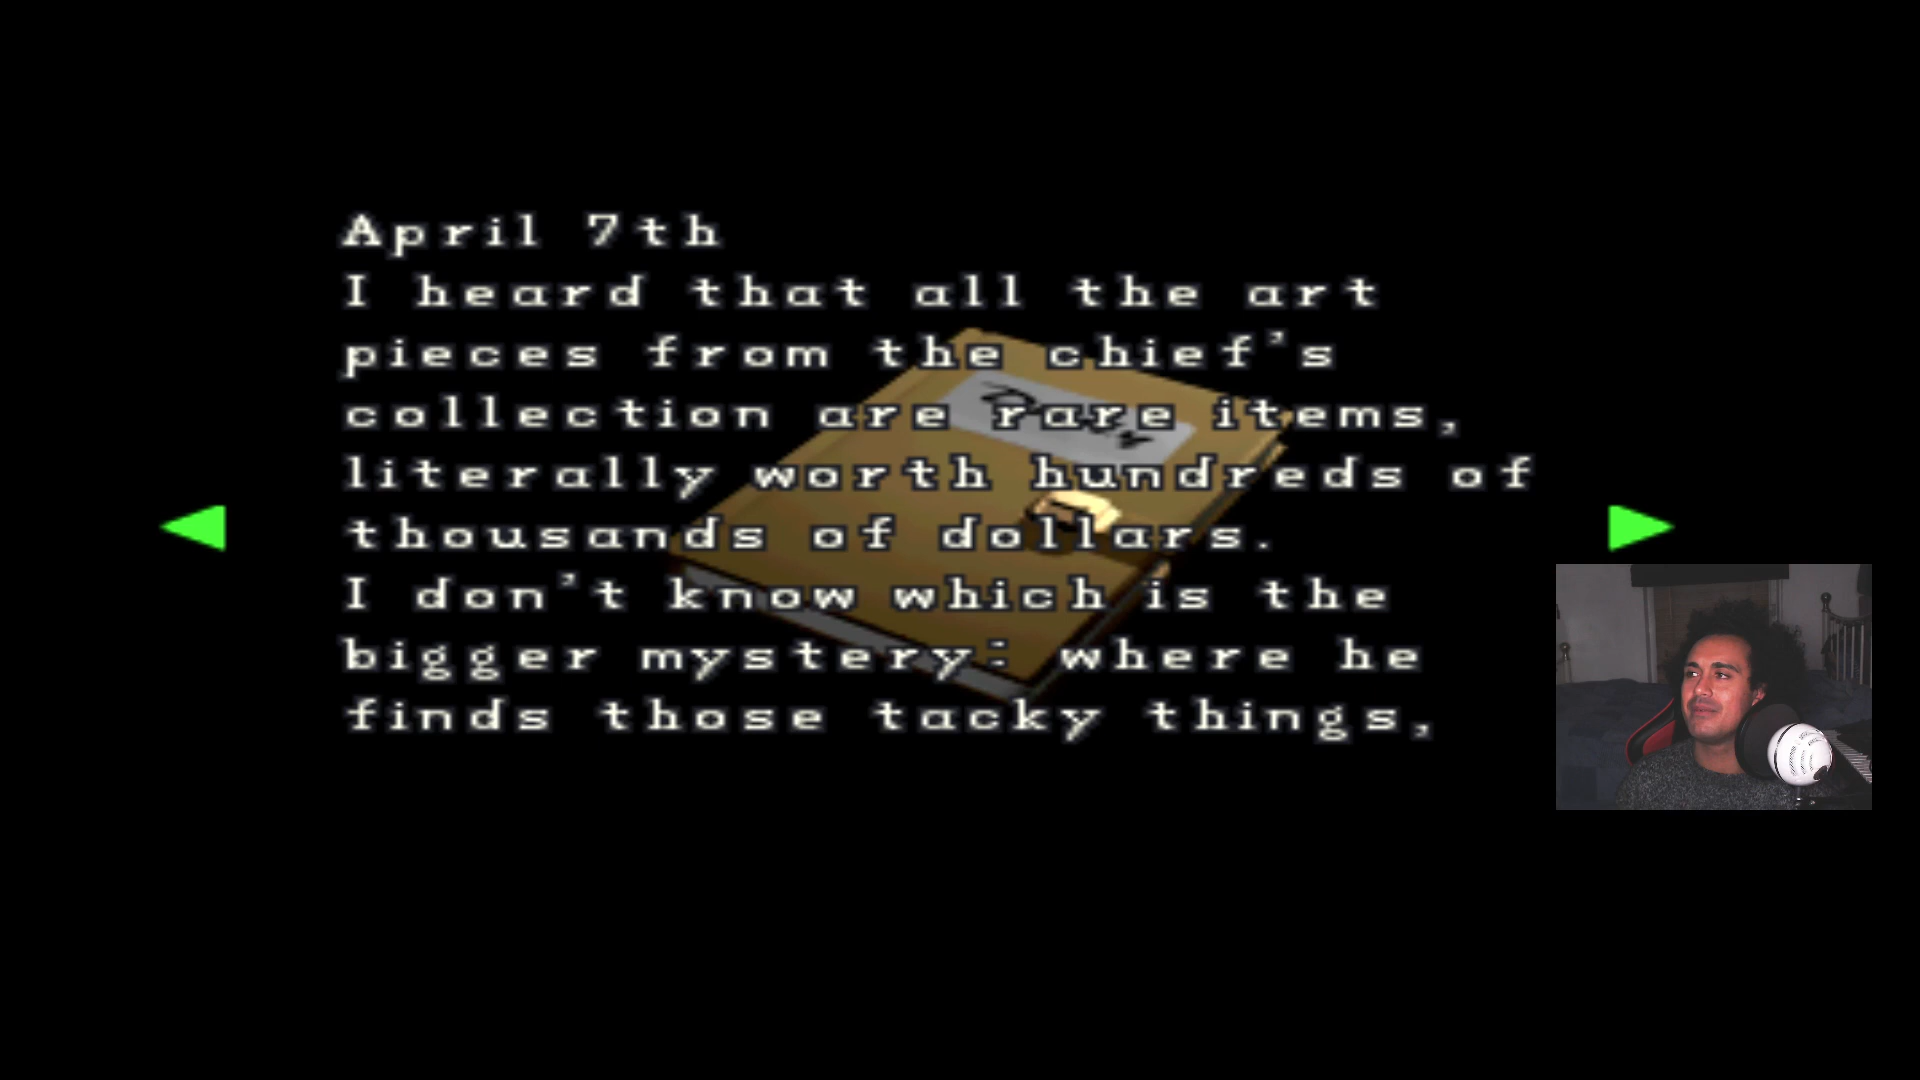 April 7th
I heard that all the art
pieces from the chief's
collection are rare items,
literally worth hundreds of
thousands of dollars.
I don't know which is the
bigger mystery: where he
finds those tacky things,
Diary